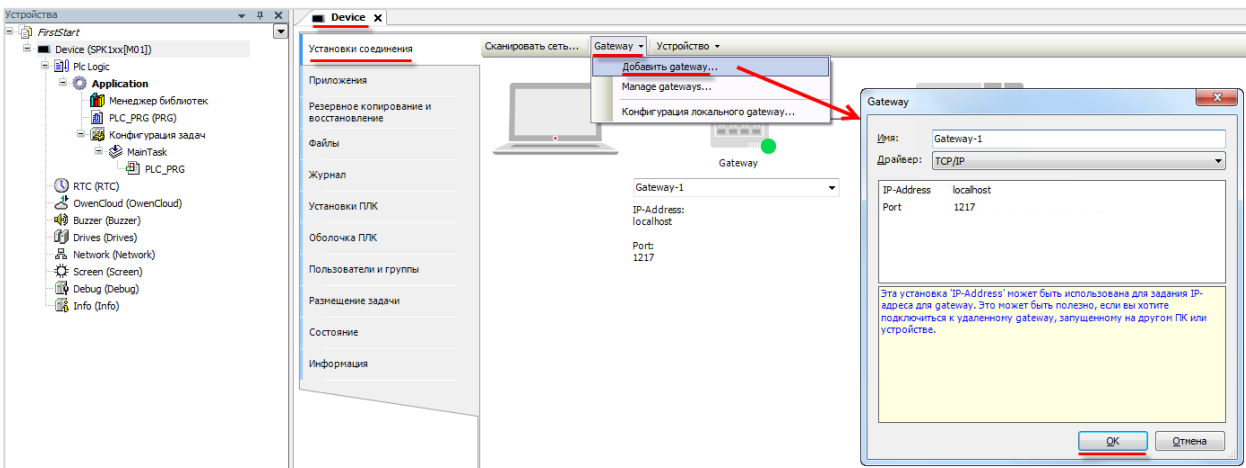 Устройства
FirstStart
Device (SPK1xx[M01])
Plc Logic
Application
Менеджер библиотек
PLC_PRG (PRG)
Конфигурация задач
MainTask
PLC_PRG
RTC (RTC)
OwenCloud (OwenCloud)
Buzzer (Buzzer)
Drives (Drives)
Network (Network)
Screen (Screen)
Debug (Debug)
Info (Info)
Device
Установки соединения
Приложения
Резервное копирование и
восстановление
Файлы
Журнал
Установки ПЛК
Оболочка ПЛК
Пользователи и группы
Размещение задачи
Состояние
Информация
Сканировать сеть... Gateway Устройство
Добавить gateway...
Manage gateways...
Конфигурация локального gateway...
Gateway
Gateway-1
IP-Address:
localhost
Port:
1217
Gateway
Имя: Gateway-1
Драйвер: TCP/IP
IP-Address localhost
Port 1217
Эта установка 'IP-Address' может быть использована для задания IP-
адреса для gateway. Это может быть полезно, если вы хотите
подключиться к удаленному gateway, запущенному на другом ПК или
устройстве.
OK Отмена